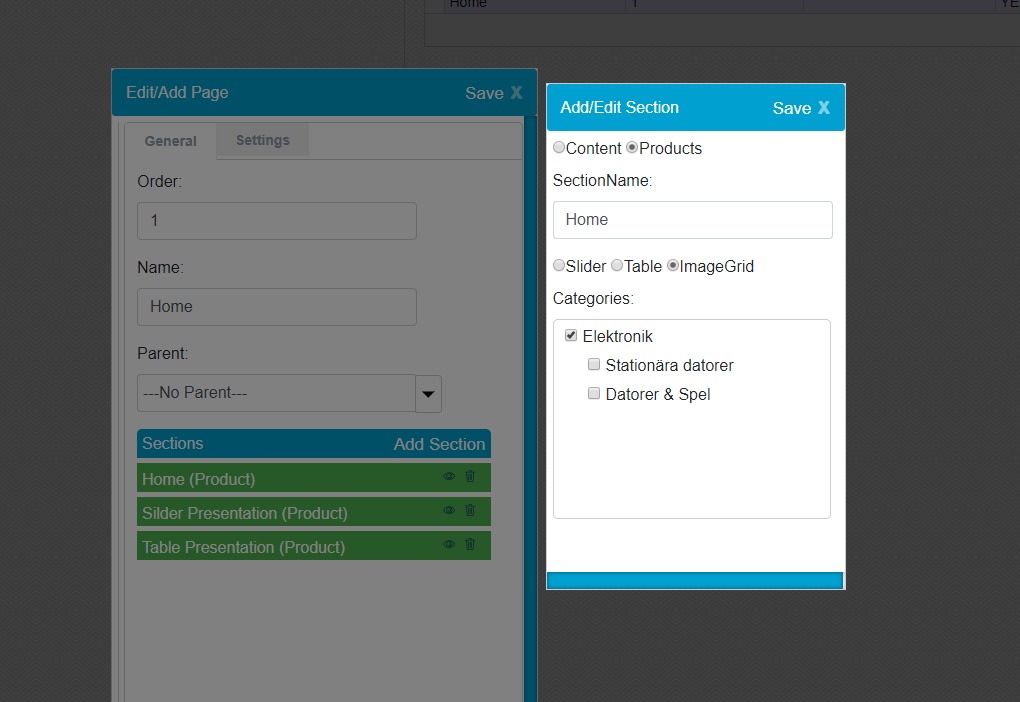 Home 1 YE
Edit/Add Page Save X
General Settings
Order:
1
Name:
Home
Parent:
---No Parent---
Sections Add Section
Home (Product)
Silder Presentation (Product)
Table Presentation (Product)
Add/Edit Section Save X
Content Products
SectionName:
Home
Slider Table ImageGrid
Categories:
Elektronik
Stationära datorer
Datorer & Spel